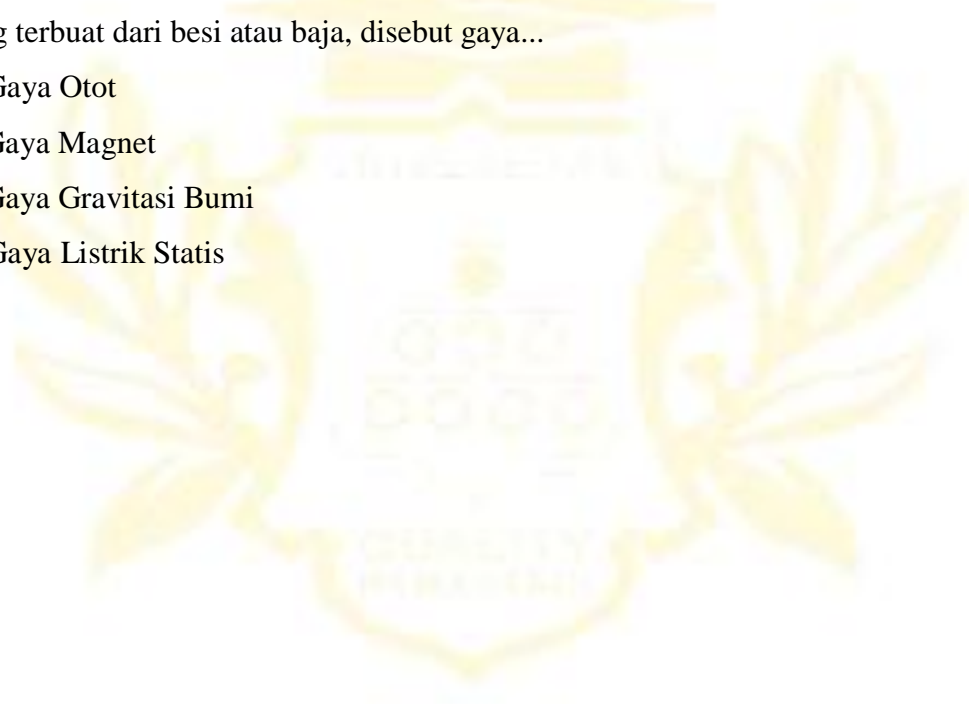 g terbuat dari besi atau baja, disebut gaya...
Gaya Otot
Gaya Magnet
Gaya Gravitasi Bumi
Gaya Listrik Statis